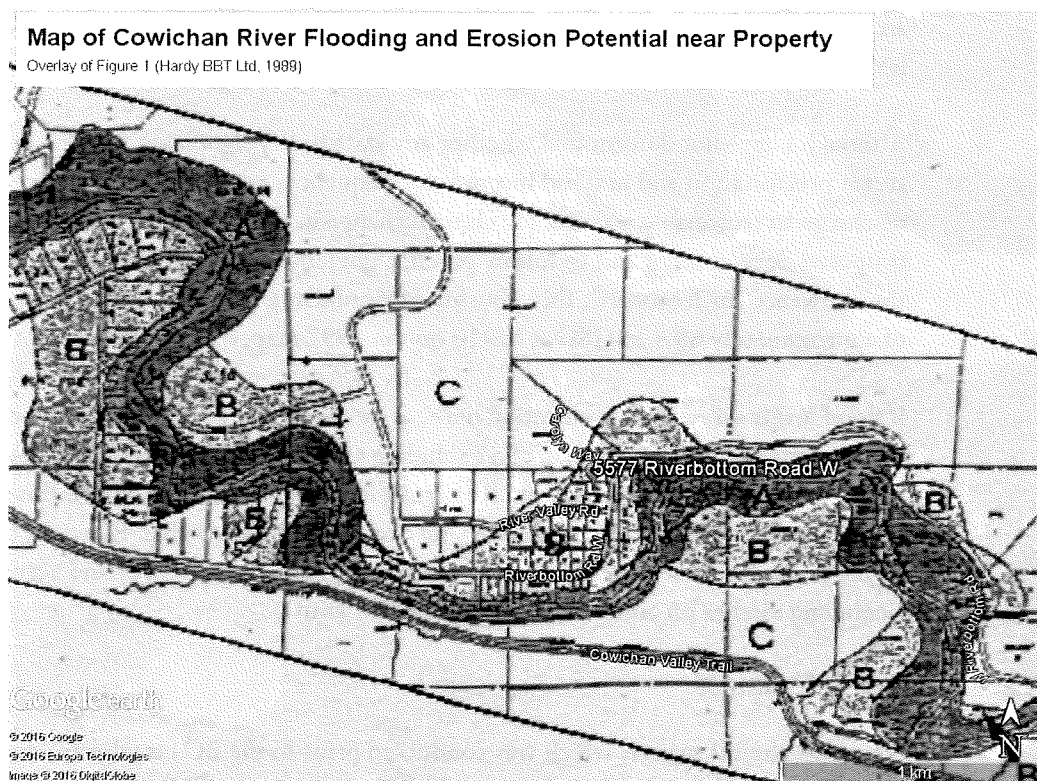 Map of Cowichan River Flooding and Erosion Potential near Property
Overlay of Figure 1 (Hardy BBT Ltd, 1989)
A
B
B
C
Carolyn Way
5577 Riverbottom Road W
A
B
River Valley Rd
B
B
B
Riverbottom Rd W
Riverbottom Rd
C
Cowichan Valley Trail
B
Google earth
© 2016 Google
© 2016 Europa Technologies
Image © 2016 DigitalGlobe
N
1 km
B